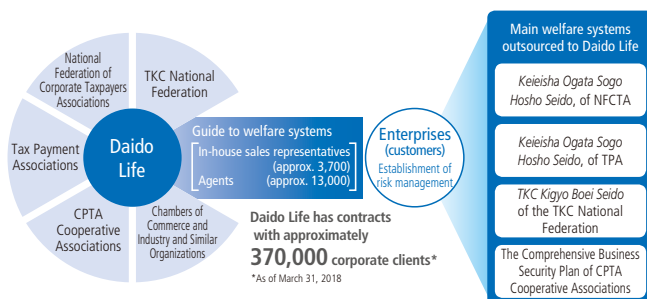 National
Federation of
Corporate Taxpayers
Associations
TKC National
Federation
Tax Payment
Associations
Daido
Life
CPTA
Cooperative
Associations
Chambers of
Commerce and
Industry and Similar
Organizations
Guide to welfare systems
In-house sales representatives
(approx. 3,700)
Agents (approx. 13,000)
Enterprises
(customers)
Establishment of
risk management
Daido Life has contracts
with approximately
370,000 corporate clients*
*As of March 31, 2018
Main welfare systems
outsourced to Daido Life
Keieisha Ogata Sogo
Hosho Seido, of NFCTA
Keieisha Ogata Sogo
Hosho Seido, of TPA
TKC Kigyo Boei Seido
of the TKC National
Federation
The Comprehensive Business
Security Plan of CPTA
Cooperative Associations